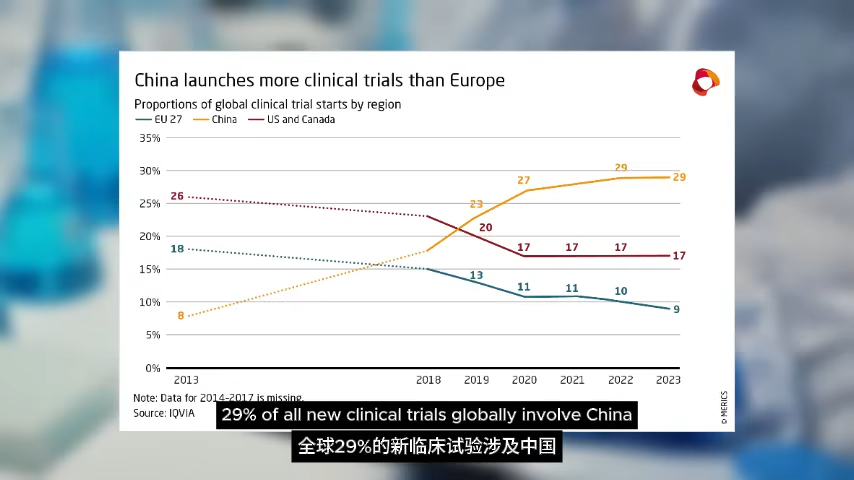 China launches more clinical trials than Europe
Proportions of global clinical trial starts by region
EU 27 China US and Canada
35%
30%
25%
20%
15%
10%
5%
0%
26
18
8
23
20
13
27
17
11
17
11
29
17
10
29
17
9
2013 2018 2019 2020 2021 2022 2023
Note: Data for 2014-2017 is missing.
Source: IQVIA
© MERICS
29% of all new clinical trials globally involve China
全球29%的新临床试验涉及中国